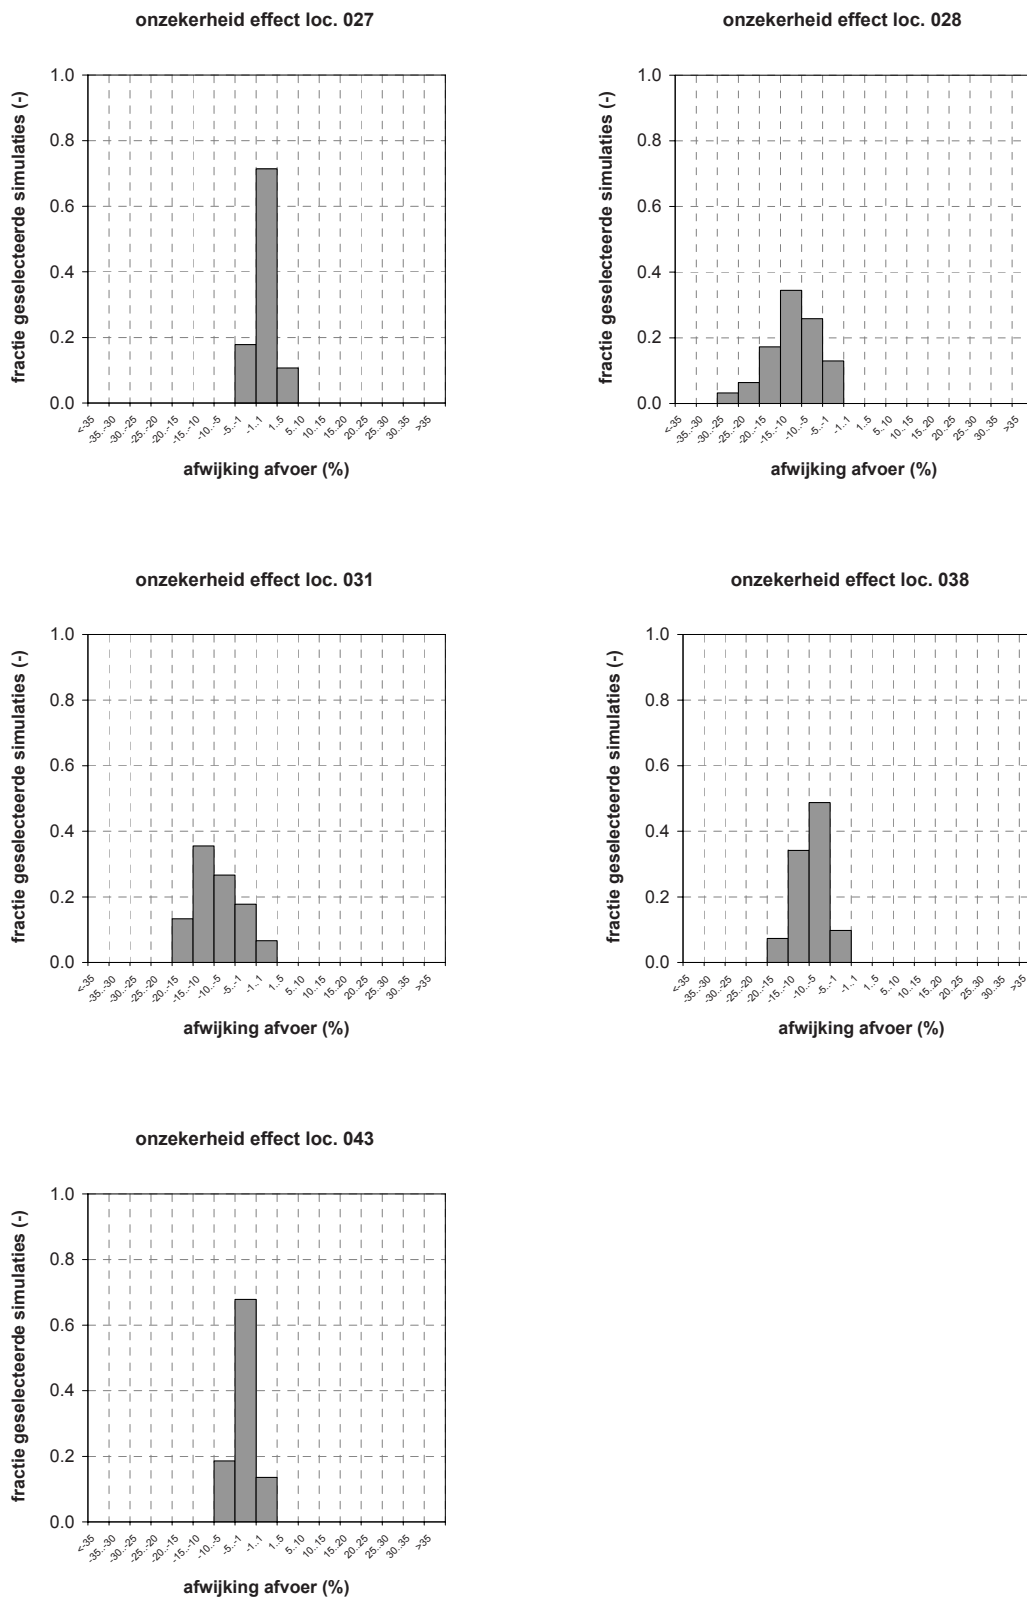 onzekerheid effect loc. 027
fractie geselecteerde simulaties (-)
1.0
0.8
0.6
0.4
0.2
0.0
<-35 -35..-30 -30..-25 -25..-20 -20..-15 -15..-10 -10..-5 -5..-1 -1..1 1..5 5..10 10..15 15..20 20..25 25..30 30..35 >35
afwijking afvoer (%)
onzekerheid effect loc. 028
fractie geselecteerde simulaties (-)
1.0
0.8
0.6
0.4
0.2
0.0
<-35 -35..-30 -30..-25 -25..-20 -20..-15 -15..-10 -10..-5 -5..-1 -1..1 1..5 5..10 10..15 15..20 20..25 25..30 30..35 >35
afwijking afvoer (%)
onzekerheid effect loc. 031
fractie geselecteerde simulaties (-)
1.0
0.8
0.6
0.4
0.2
0.0
<-35 -35..-30 -30..-25 -25..-20 -20..-15 -15..-10 -10..-5 -5..-1 -1..1 1..5 5..10 10..15 15..20 20..25 25..30 30..35 >35
afwijking afvoer (%)
onzekerheid effect loc. 038
fractie geselecteerde simulaties (-)
1.0
0.8
0.6
0.4
0.2
0.0
<-35 -35..-30 -30..-25 -25..-20 -20..-15 -15..-10 -10..-5 -5..-1 -1..1 1..5 5..10 10..15 15..20 20..25 25..30 30..35 >35
afwijking afvoer (%)
onzekerheid effect loc. 043
fractie geselecteerde simulaties (-)
1.0
0.8
0.6
0.4
0.2
0.0
<-35 -35..-30 -30..-25 -25..-20 -20..-15 -15..-10 -10..-5 -5..-1 -1..1 1..5 5..10 10..15 15..20 20..25 25..30 30..35 >35
afwijking afvoer (%)